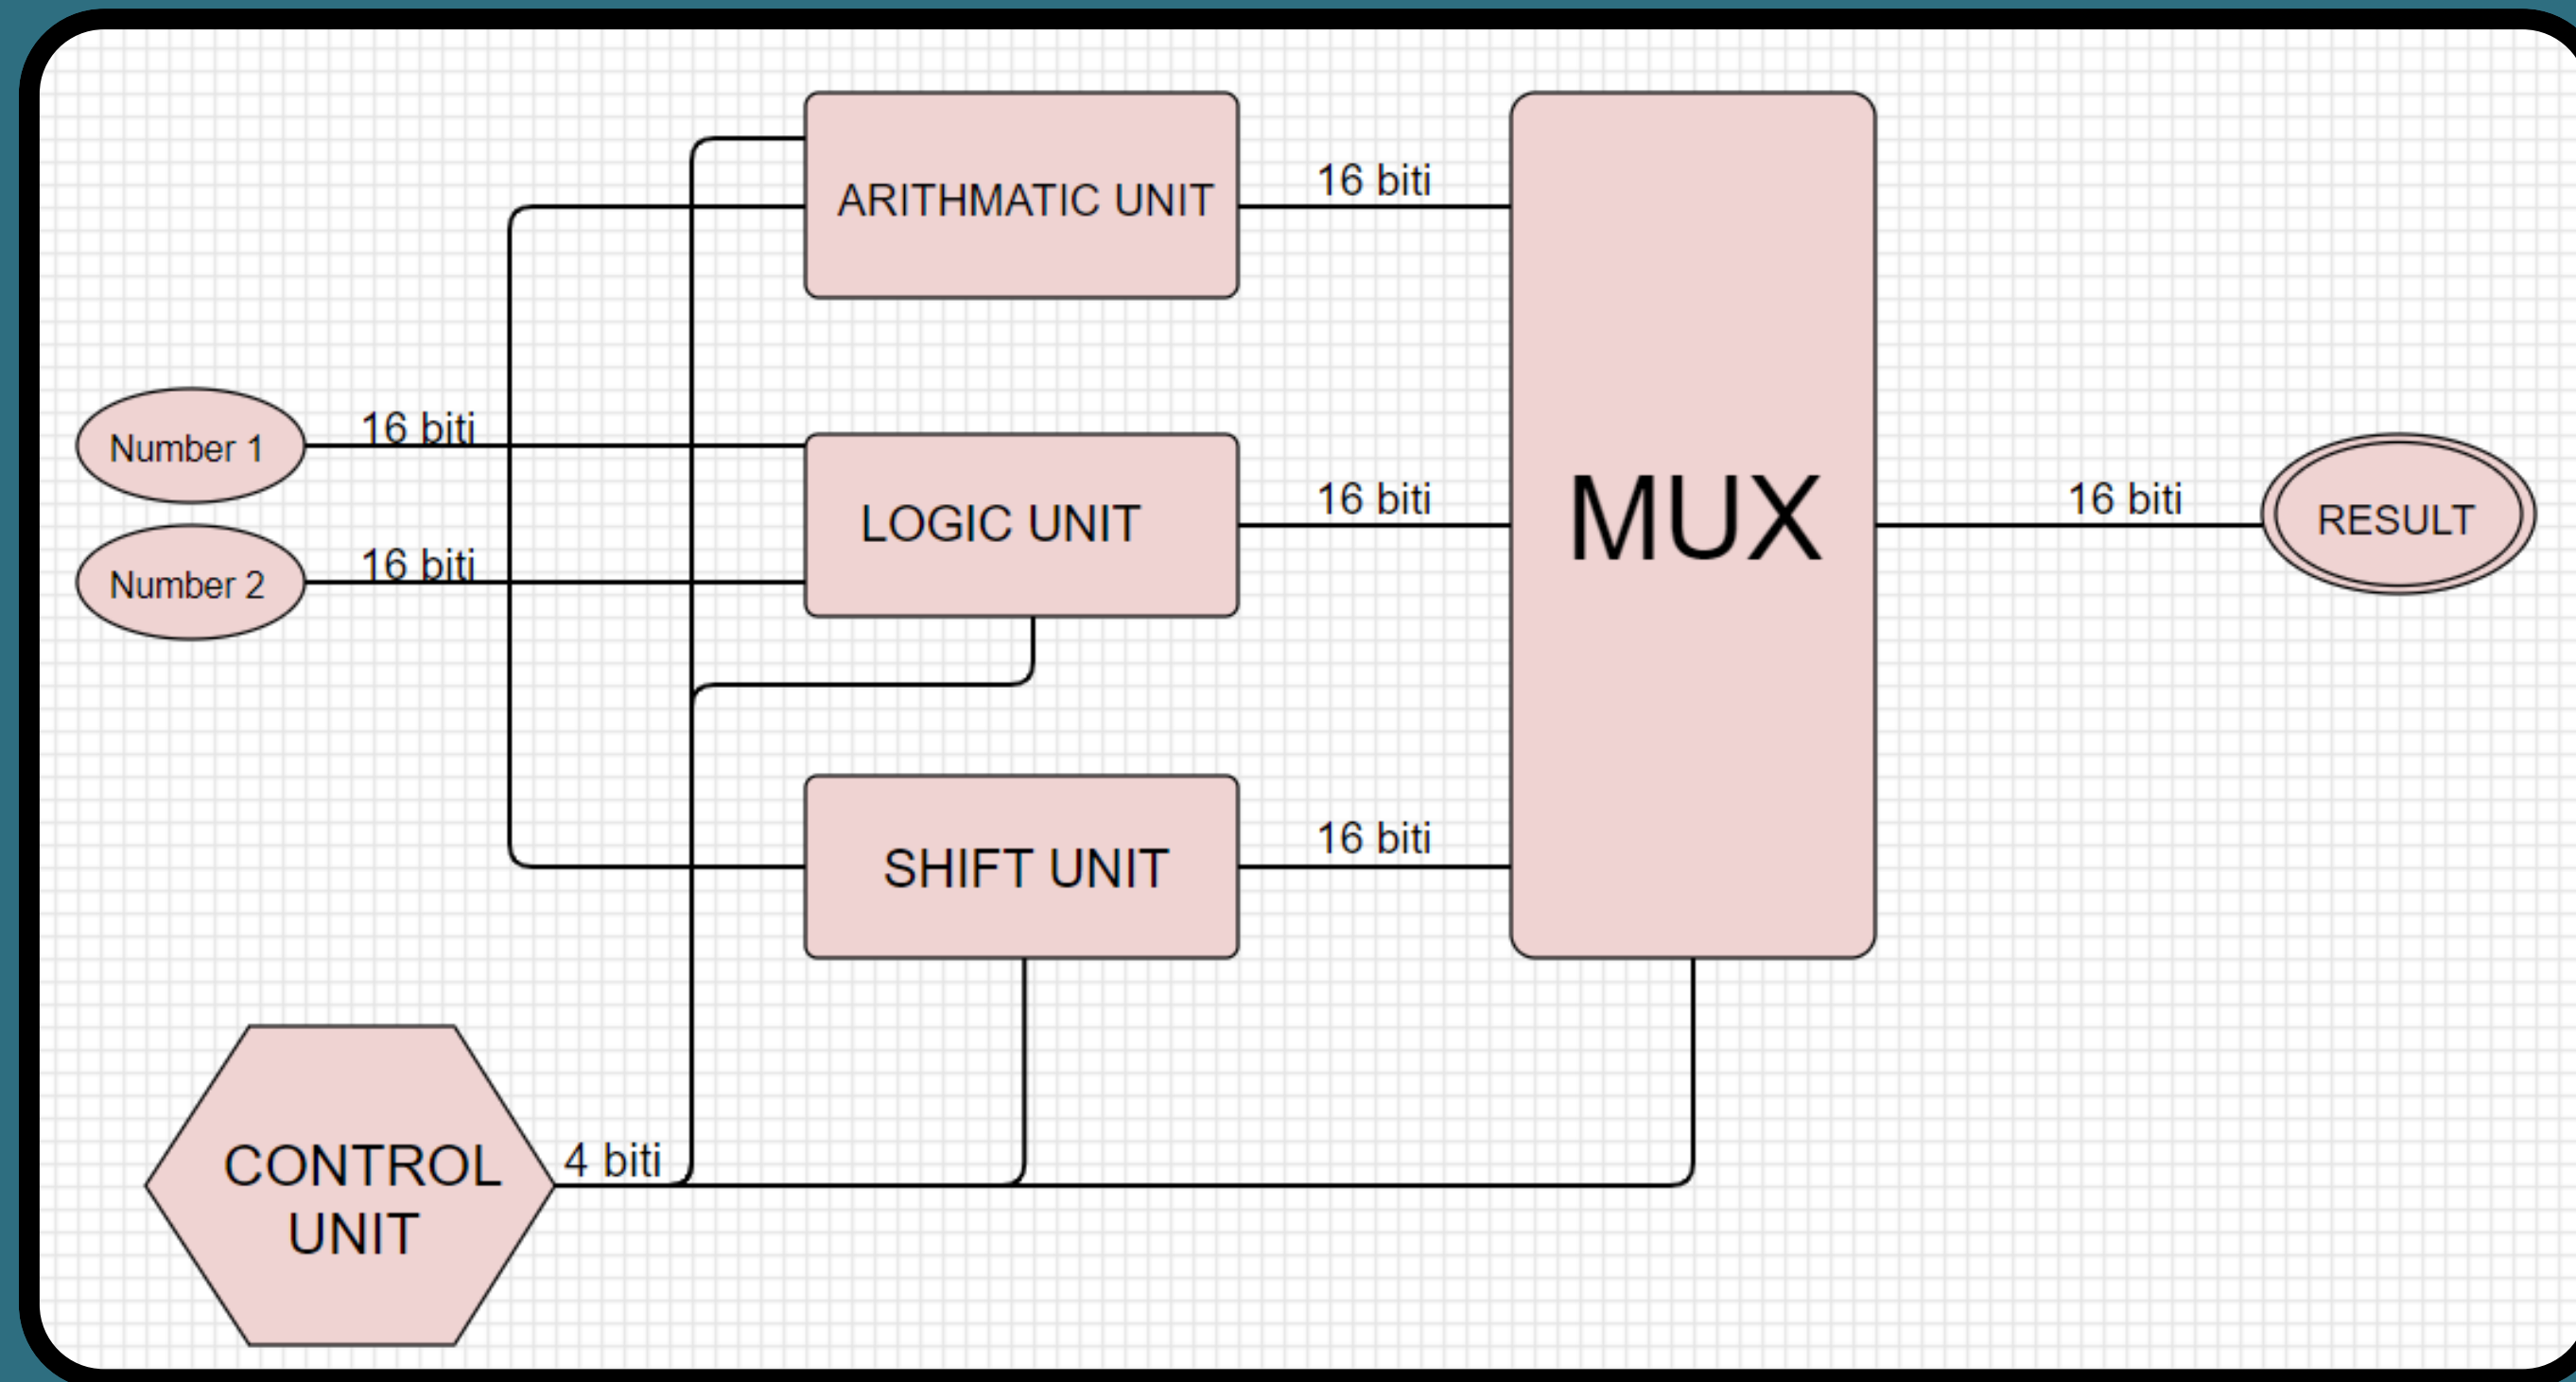 ARITHMATIC UNIT
16 biti
Number 1
16 biti
LOGIC UNIT
16 biti
MUX
16 biti
RESULT
Number 2
16 biti
SHIFT UNIT
16 biti
CONTROL
UNIT
4 biti